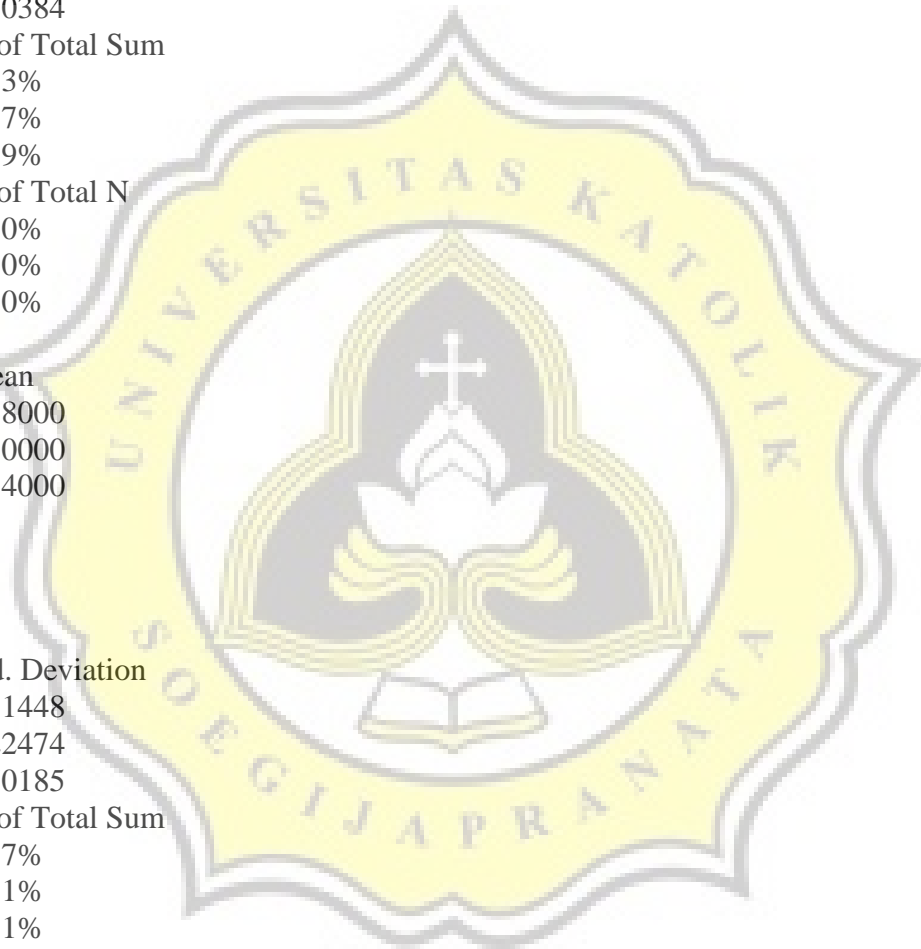 0384
of Total Sum
3%
7%
9%
of Total N
0%
0%
0%
ean
8000
0000
4000
d. Deviation
1448
2474
0185
of Total Sum
7%
1%
1%
UNIVERSITAS KATOLIK
SOEGIJAPRANATA